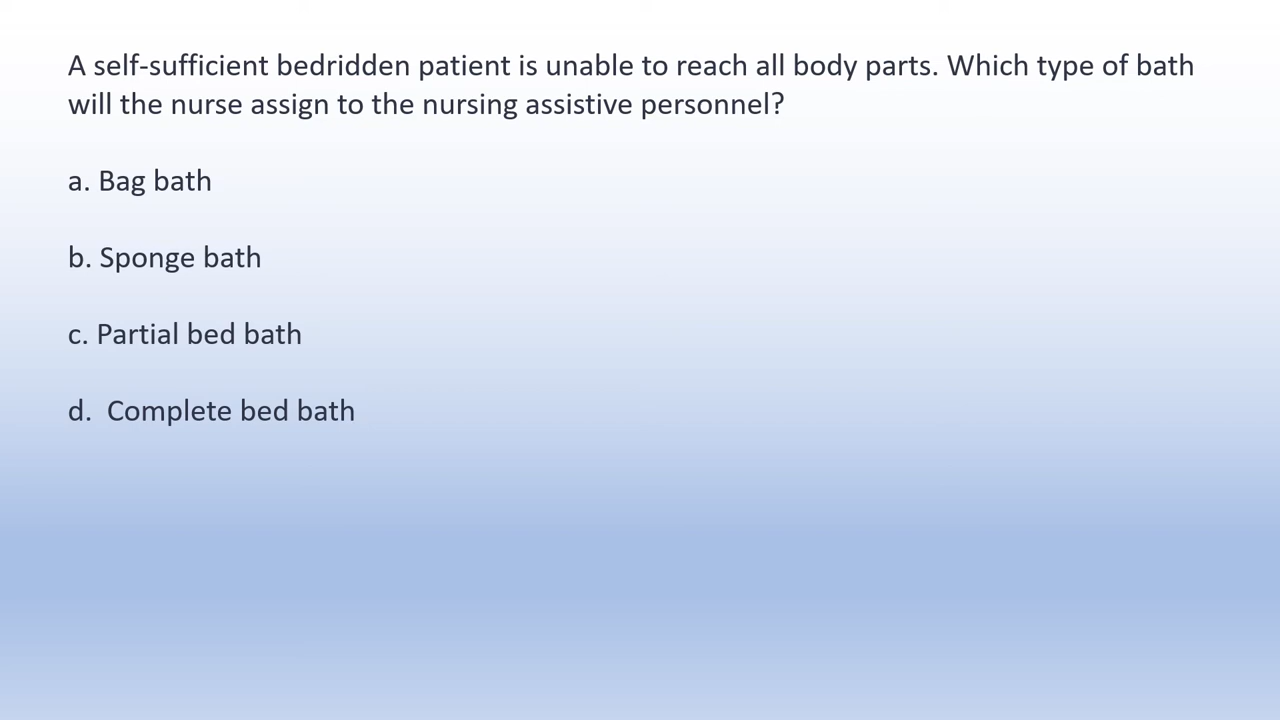 A self-sufficient bedridden patient is unable to reach all body parts. Which type of bath
will the nurse assign to the nursing assistive personnel?
a. Bag bath
b. Sponge bath
c. Partial bed bath
d.  Complete bed bath